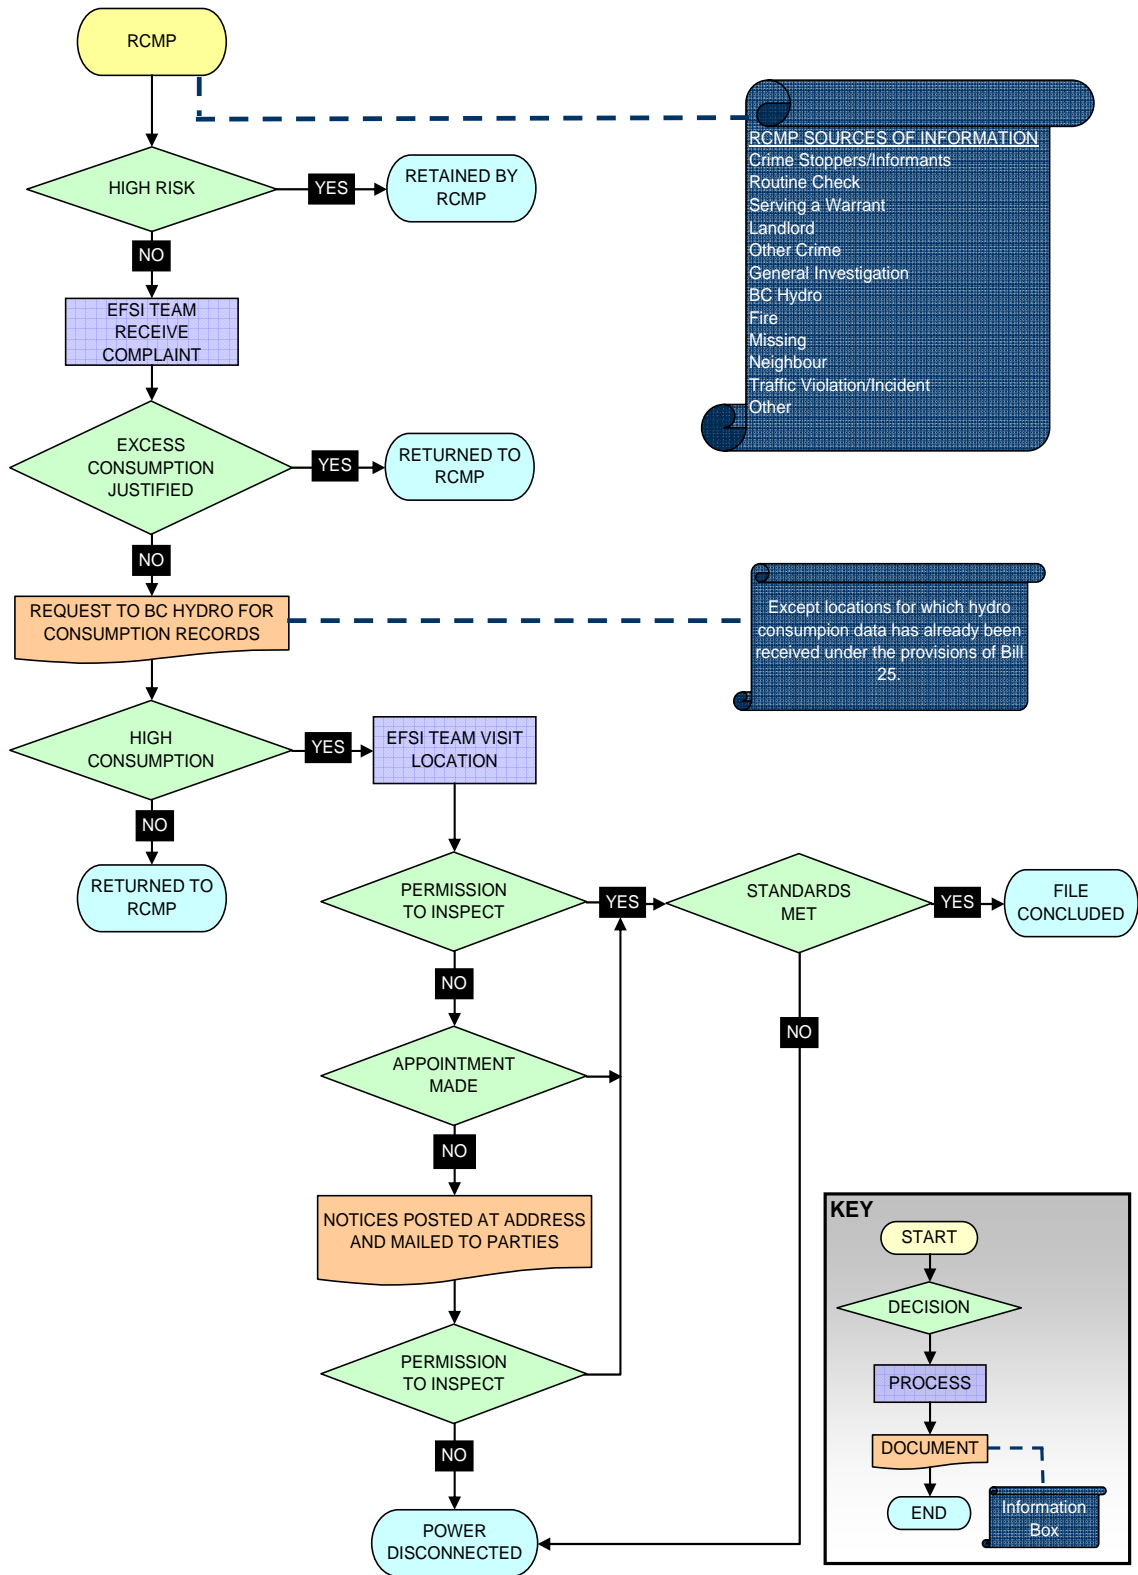 RCMP
RCMP SOURCES OF INFORMATION
Crime Stoppers/Informants
Routine Check
Serving a Warrant
Landlord
Other Crime
General Investigation
BC Hydro
Fire
Missing
Neighbour
Traffic Violation/Incident
Other
HIGH RISK
YES
RETAINED BY
RCMP
NO
EFSI TEAM
RECEIVE
COMPLAINT
EXCESS
CONSUMPTION
JUSTIFIED
YES
RETURNED TO
RCMP
NO
REQUEST TO BC HYDRO FOR
CONSUMPTION RECORDS
Except locations for which hydro
consumpion data has already been
received under the provisions of Bill
25.
HIGH
CONSUMPTION
YES
EFSI TEAM VISIT
LOCATION
NO
RETURNED TO
RCMP
PERMISSION
TO INSPECT
YES
STANDARDS
MET
YES
FILE
CONCLUDED
NO
NO
APPOINTMENT
MADE
NO
NOTICES POSTED AT ADDRESS
AND MAILED TO PARTIES
PERMISSION
TO INSPECT
NO
POWER
DISCONNECTED
KEY
START
DECISION
PROCESS
DOCUMENT
END
Information
Box